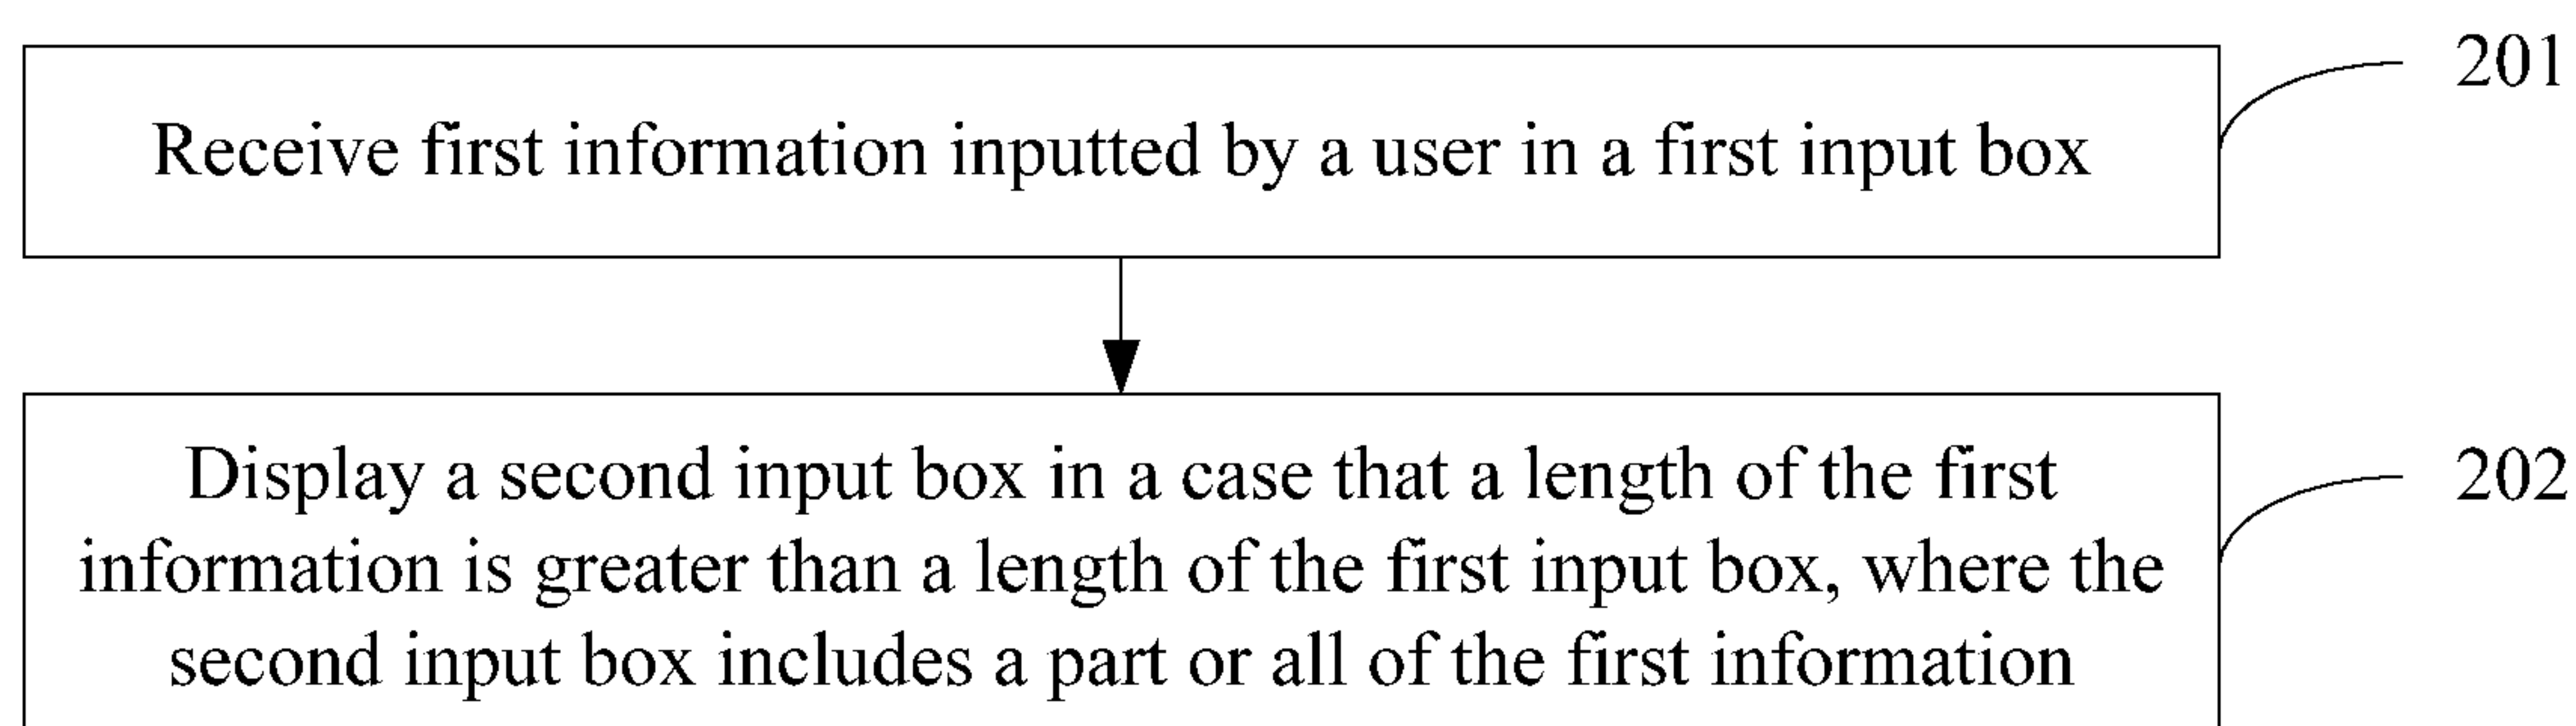 Receive first information inputted by a user in a first input box
201
Display a second input box in a case that a length of the first
information is greater than a length of the first input box, where the
second input box includes a part or all of the first information
202